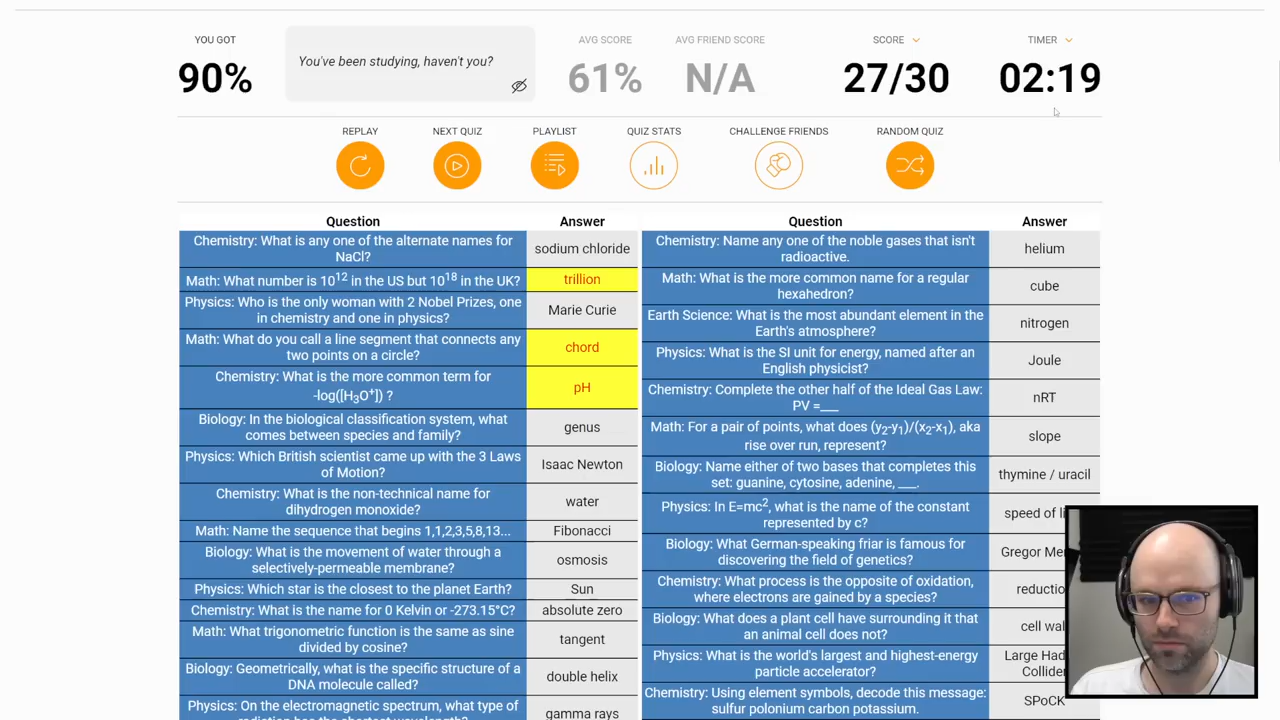 YOU GOT
90%
You've been studying, haven't you?
AVG SCORE
61%
AVG FRIEND SCORE
N/A
SCORE
27/30
TIMER
02:19
REPLAY
NEXT QUIZ
PLAYLIST
QUIZ STATS
CHALLENGE FRIENDS
RANDOM QUIZ
Question
Answer
Chemistry: What is any one of the alternate names for
NaCl?
sodium chloride
Math: What number is 10¹² in the US but 10¹⁸ in the UK?
trillion
Physics: Who is the only woman with 2 Nobel Prizes, one
in chemistry and one in physics?
Marie Curie
Math: What do you call a line segment that connects any
two points on a circle?
chord
Chemistry: What is the more common term for
-log([H₃O⁺]) ?
pH
Biology: In the biological classification system, what
comes between species and family?
genus
Physics: Which British scientist came up with the 3 Laws
of Motion?
Isaac Newton
Chemistry: What is the non-technical name for
dihydrogen monoxide?
water
Math: Name the sequence that begins 1,1,2,3,5,8,13...
Fibonacci
Biology: What is the movement of water through a
selectively-permeable membrane?
osmosis
Physics: Which star is the closest to the planet Earth?
Sun
Chemistry: What is the name for 0 Kelvin or -273.15°C?
absolute zero
Math: What trigonometric function is the same as sine
divided by cosine?
tangent
Biology: Geometrically, what is the specific structure of a
DNA molecule called?
double helix
Physics: On the electromagnetic spectrum, what type of
radiation has the shortest wavelength?
gamma rays
Question
Answer
Chemistry: Name any one of the noble gases that isn't
radioactive.
helium
Math: What is the more common name for a regular
hexahedron?
cube
Earth Science: What is the most abundant element in the
Earth's atmosphere?
nitrogen
Physics: What is the SI unit for energy, named after an
English physicist?
Joule
Chemistry: Complete the other half of the Ideal Gas Law:
PV =___
nRT
Math: For a pair of points, what does (y₂-y₁)/(x₂-x₁), aka
rise over run, represent?
slope
Biology: Name either of two bases that completes this
set: guanine, cytosine, adenine, ___.
thymine / uracil
Physics: In E=mc², what is the name of the constant
represented by c?
speed of
Biology: What German-speaking friar is famous for
discovering the field of genetics?
Gregor
Chemistry: What process is the opposite of oxidation,
where electrons are gained by a species?
Biology: What does a plant cell have surrounding it that
an animal cell does not?
cell
Physics: What is the world's largest and highest-energy
particle accelerator?
Large
Chemistry: Using element symbols, decode this message:
sulfur polonium carbon potassium.
SPoCK